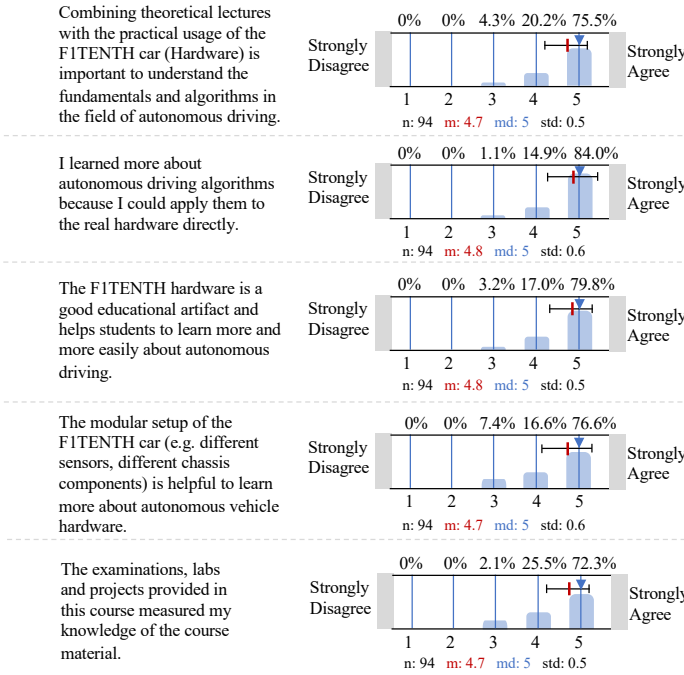 Combining theoretical lectures
with the practical usage of the
F1TENTH car (Hardware) is
important to understand the
fundamentals and algorithms in
the field of autonomous driving.
0% 0% 4.3% 20.2% 75.5%
Strongly
Disagree
Strongly
Agree
1 2 3 4 5
n: 94 m: 4.7 md: 5 std: 0.5
I learned more about
autonomous driving algorithms
because I could apply them to
the real hardware directly.
0% 0% 1.1% 14.9% 84.0%
Strongly
Disagree
Strongly
Agree
1 2 3 4 5
n: 94 m: 4.8 md: 5 std: 0.6
The F1TENTH hardware is a
good educational artifact and
helps students to learn more and
more easily about autonomous
driving.
0% 0% 3.2% 17.0% 79.8%
Strongly
Disagree
Strongly
Agree
1 2 3 4 5
n: 94 m: 4.8 md: 5 std: 0.5
The modular setup of the
F1TENTH car (e.g. different
sensors, different chassis
components) is helpful to learn
more about autonomous vehicle
hardware.
0% 0% 7.4% 16.6% 76.6%
Strongly
Disagree
Strongly
Agree
1 2 3 4 5
n: 94 m: 4.7 md: 5 std: 0.6
The examinations, labs
and projects provided in
this course measured my
knowledge of the course
material.
0% 0% 2.1% 25.5% 72.3%
Strongly
Disagree
Strongly
Agree
1 2 3 4 5
n: 94 m: 4.7 md: 5 std: 0.5